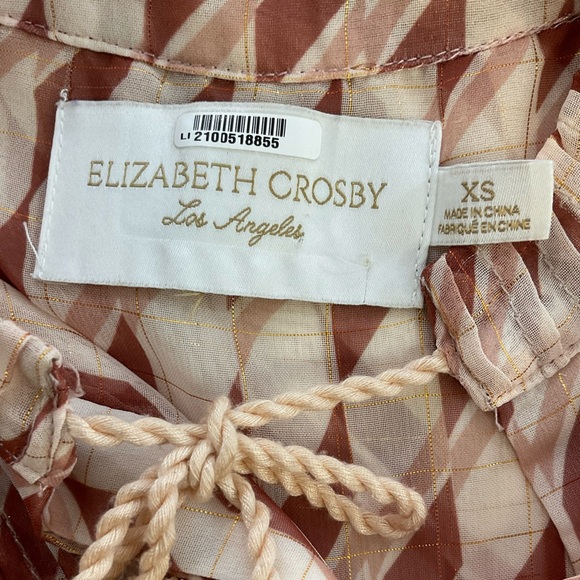 LI 2100518855
ELIZABETH CROSBY
Los Angeles
XS
MADE IN CHINA
FABRIQUÉ EN CHINE